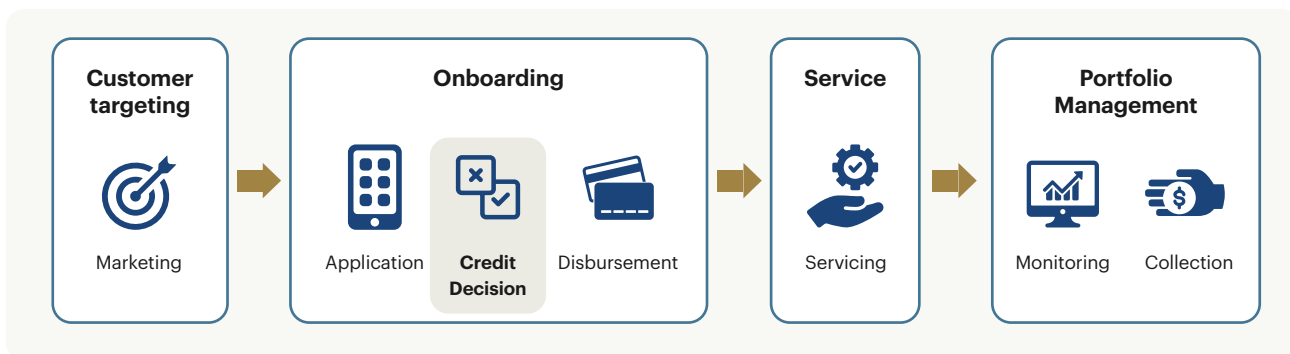 Customer
targeting
Marketing
Onboarding
Application
Credit
Decision
Disbursement
Service
Servicing
Portfolio
Management
Monitoring
$
Collection